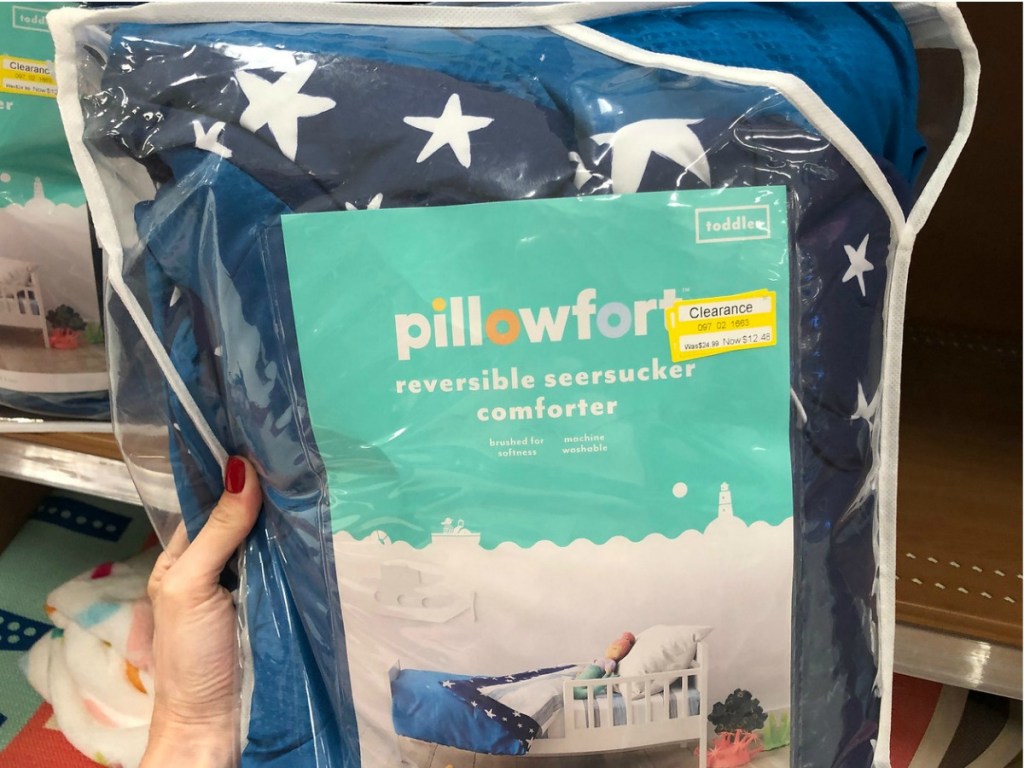 toddler
Clearance
097 02 1663
Was $24.99 Now $12.48
pillowfort
reversible seersucker
comforter
brushed for softness
machine washable
Clearanc